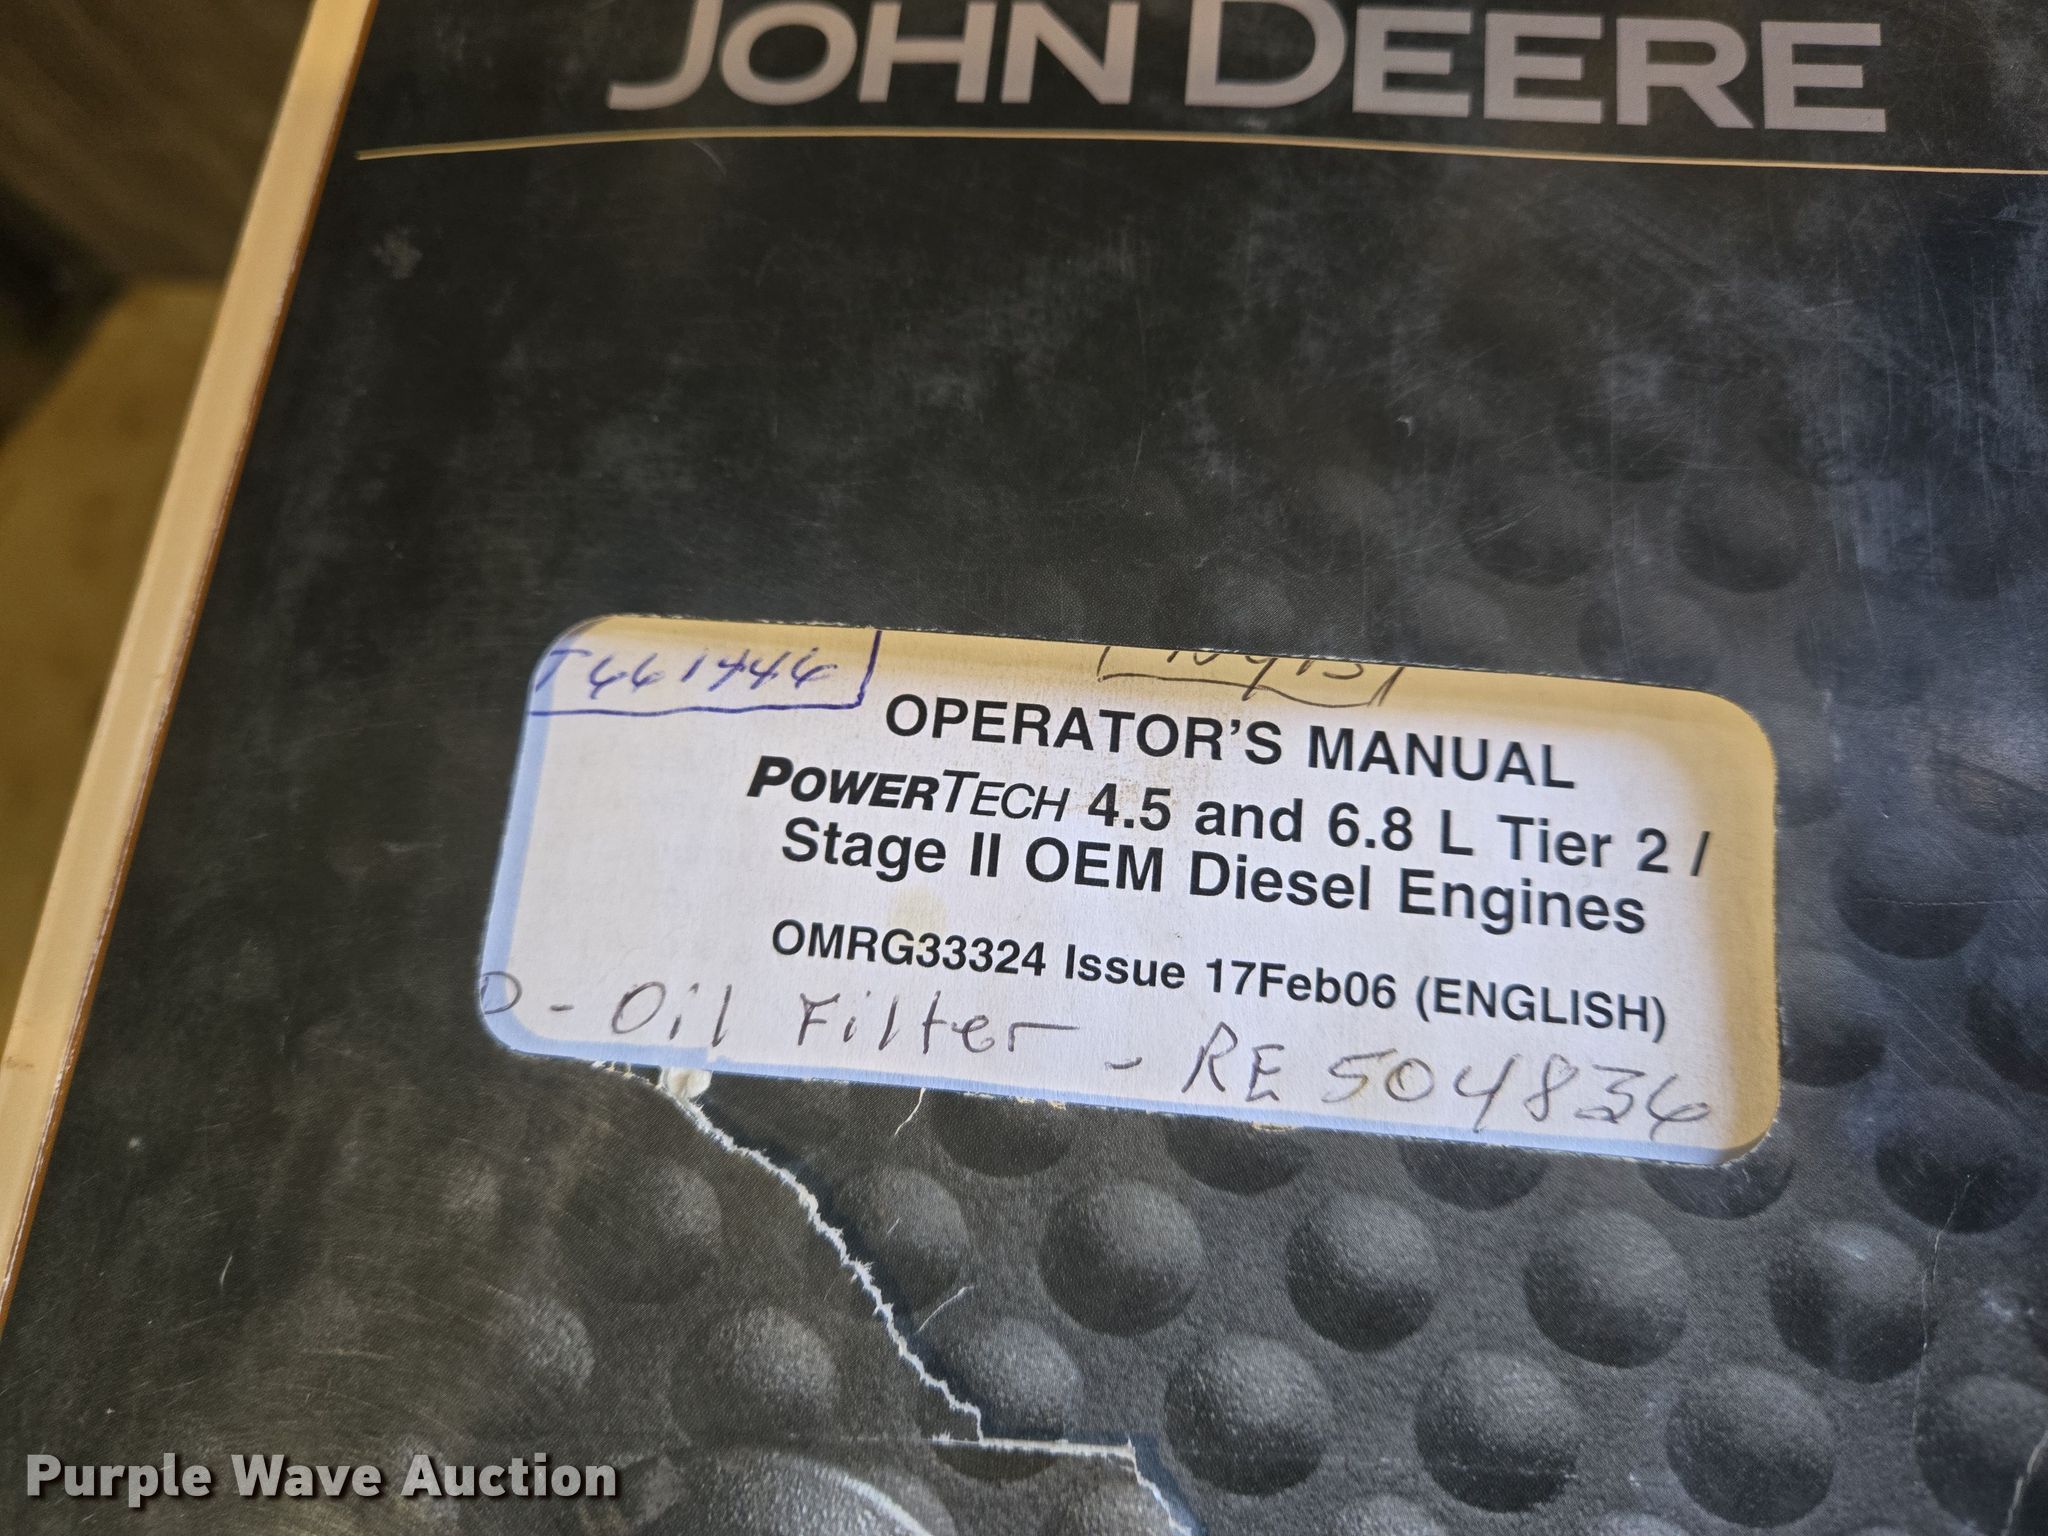 JOHN DEERE
T661446
OPERATOR'S MANUAL
POWERTECH 4.5 and 6.8 L Tier 2 /
Stage II OEM Diesel Engines
OMRG33324 Issue 17Feb06 (ENGLISH)
D - Oil Filter - RE504836
Purple Wave Auction